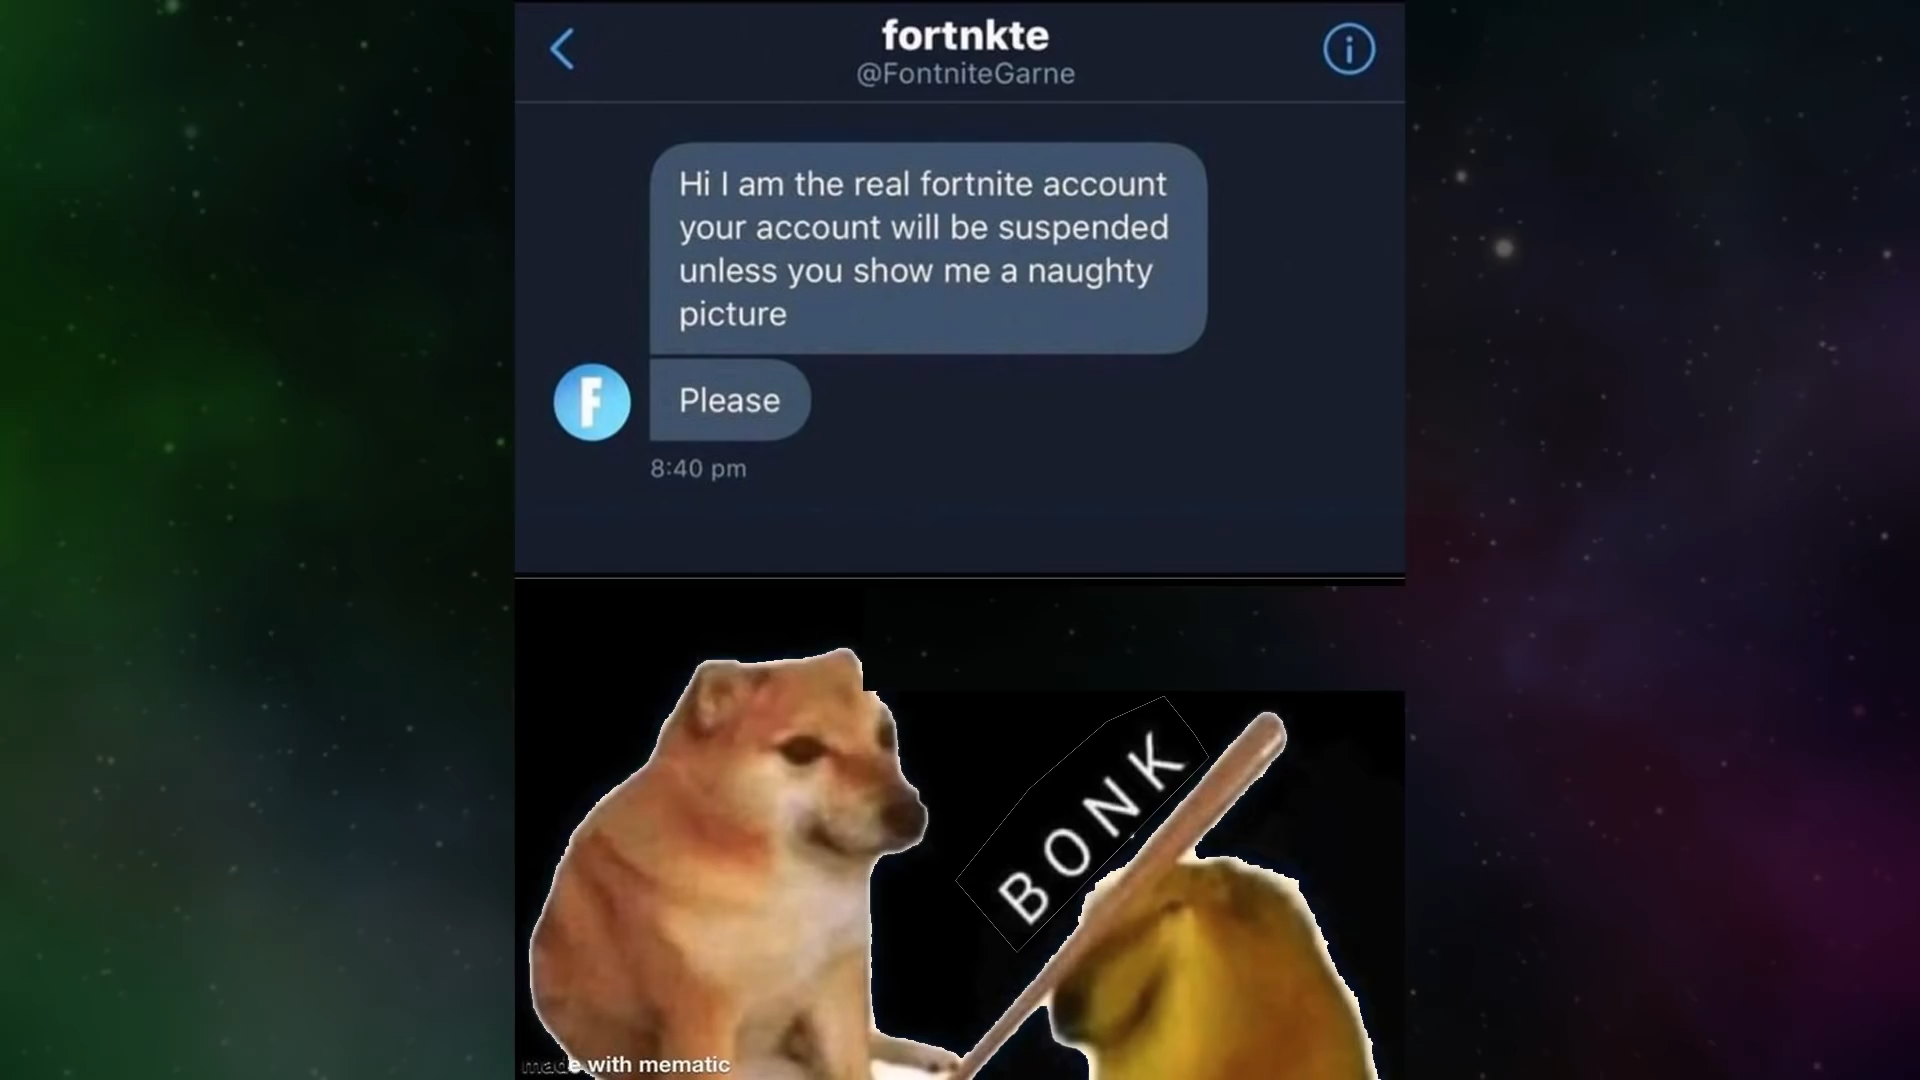 fortnkte
@FontniteGarne
Hi I am the real fortnite account
your account will be suspended
unless you show me a naughty
picture
F
Please
8:40 pm
BONK
made with mematic